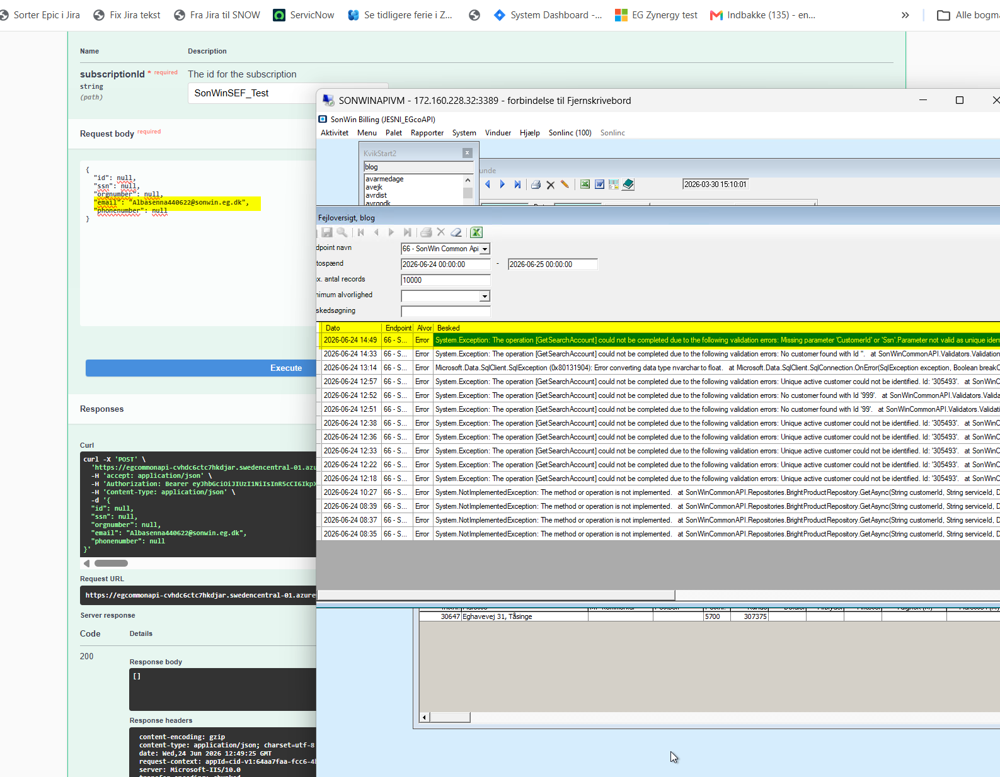 Sorter Epic i Jira
Fix Jira tekst
Fra Jira til SNOW
ServicNow
Se tidligere ferie i Z...
System Dashboard -...
EG Zynergy test
Indbakke (135) - en...
Alle bogma
Name Description
subscriptionId * required The id for the subscription
string
(path)
SonWinSEF_Test
Request body required
{
"id": null,
"ssn": null,
"orgnumber": null,
"email": "Albasenna440622@sonwin.eg.dk",
"phonenumber": null
}
Execute
Responses
Curl
curl -X 'POST' \
'https://egcommonapi-cvhdc6ctc7hkdjar.swedencentral-01.azu
-H 'accept: application/json' \
-H 'Authorization: Bearer eyJhbGciOiJIUzI1NiIsInR5cCI6IkpX
-H 'Content-Type: application/json' \
-d '{
"id": null,
"ssn": null,
"orgnumber": null,
"email": "Albasenna440622@sonwin.eg.dk",
"phonenumber": null
}'
Request URL
https://egcommonapi-cvhdc6ctc7hkdjar.swedencentral-01.azure
Server response
Code Details
200
Response body
[]
Response headers
content-encoding: gzip
content-type: application/json; charset=utf-8
date: Wed,24 Jun 2026 12:49:25 GMT
request-context: appId=cid-v1:64aa7faa-fcc6-4
server: Microsoft-IIS/10.0
transfer-encoding: chunked
SONWINAPIVM - 172.160.228.32:3389 - forbindelse til Fjernskrivebord
SonWin Billing (JESNI_EGcoAPI)
Aktivitet Menu Palet Rapporter System Vinduer Hjælp Sonlinc (100) Sonlinc
KvikStart2
blog
avarmedage
avejk
avrdist
avrgodk
unde
2026-03-30 15:10:01
Fejloversigt, blog
dpoint navn 66 - SonWin Common Api
tospænd 2026-06-24 00:00:00 - 2026-06-25 00:00:00
x. antal records 10000
nimum alvorlighed
skedsøgning
Dato Endpoint Alvor Besked
2026-06-24 14:49 66 - S... Error System.Exception: The operation [GetSearchAccount] could not be completed due to the following validation errors: Missing parameter 'CustomerId' or 'Ssn'.Parameter not valid as unique iden
2026-06-24 14:33 66 - S... Error System.Exception: The operation [GetSearchAccount] could not be completed due to the following validation errors: No customer found with Id ''. at SonWinCommonAPI.Validators.Validation
2026-06-24 13:14 66 - S... Error Microsoft.Data.SqlClient.SqlException (0x80131904): Error converting data type nvarchar to float. at Microsoft.Data.SqlClient.SqlConnection.OnError(SqlException exception, Boolean breakC
2026-06-24 12:57 66 - S... Error System.Exception: The operation [GetSearchAccount] could not be completed due to the following validation errors: Unique active customer could not be identified. Id: '305493'. at SonWinC
2026-06-24 12:52 66 - S... Error System.Exception: The operation [GetSearchAccount] could not be completed due to the following validation errors: No customer found with Id '999'. at SonWinCommonAPI.Validators.Valida
2026-06-24 12:51 66 - S... Error System.Exception: The operation [GetSearchAccount] could not be completed due to the following validation errors: No customer found with Id '99'. at SonWinCommonAPI.Validators.Validati
2026-06-24 12:38 66 - S... Error System.Exception: The operation [GetSearchAccount] could not be completed due to the following validation errors: Unique active customer could not be identified. Id: '305493'. at SonWinC
2026-06-24 12:36 66 - S... Error System.Exception: The operation [GetSearchAccount] could not be completed due to the following validation errors: Unique active customer could not be identified. Id: '305493'. at SonWinC
2026-06-24 12:33 66 - S... Error System.Exception: The operation [GetSearchAccount] could not be completed due to the following validation errors: Unique active customer could not be identified. Id: '305493'. at SonWinC
2026-06-24 12:22 66 - S... Error System.Exception: The operation [GetSearchAccount] could not be completed due to the following validation errors: Unique active customer could not be identified. Id: '305493'. at SonWinC
2026-06-24 12:18 66 - S... Error System.Exception: The operation [GetSearchAccount] could not be completed due to the following validation errors: Unique active customer could not be identified. Id: '305493'. at SonWinC
2026-06-24 10:27 66 - S... Error System.NotImplementedException: The method or operation is not implemented. at SonWinCommonAPI.Repositories.BrightProductRepository.GetAsync(String customerId, String serviceId, D
2026-06-24 08:39 66 - S... Error System.NotImplementedException: The method or operation is not implemented. at SonWinCommonAPI.Repositories.BrightProductRepository.GetAsync(String customerId, String serviceId, D
2026-06-24 08:37 66 - S... Error System.NotImplementedException: The method or operation is not implemented. at SonWinCommonAPI.Repositories.BrightProductRepository.GetAsync(String customerId, String serviceId, D
2026-06-24 08:35 66 - S... Error System.NotImplementedException: The method or operation is not implemented. at SonWinCommonAPI.Repositories.BrightProductRepository.GetAsync(String customerId, String serviceId, D
30647 Eghavevej 31, Tåsinge 5700 307375